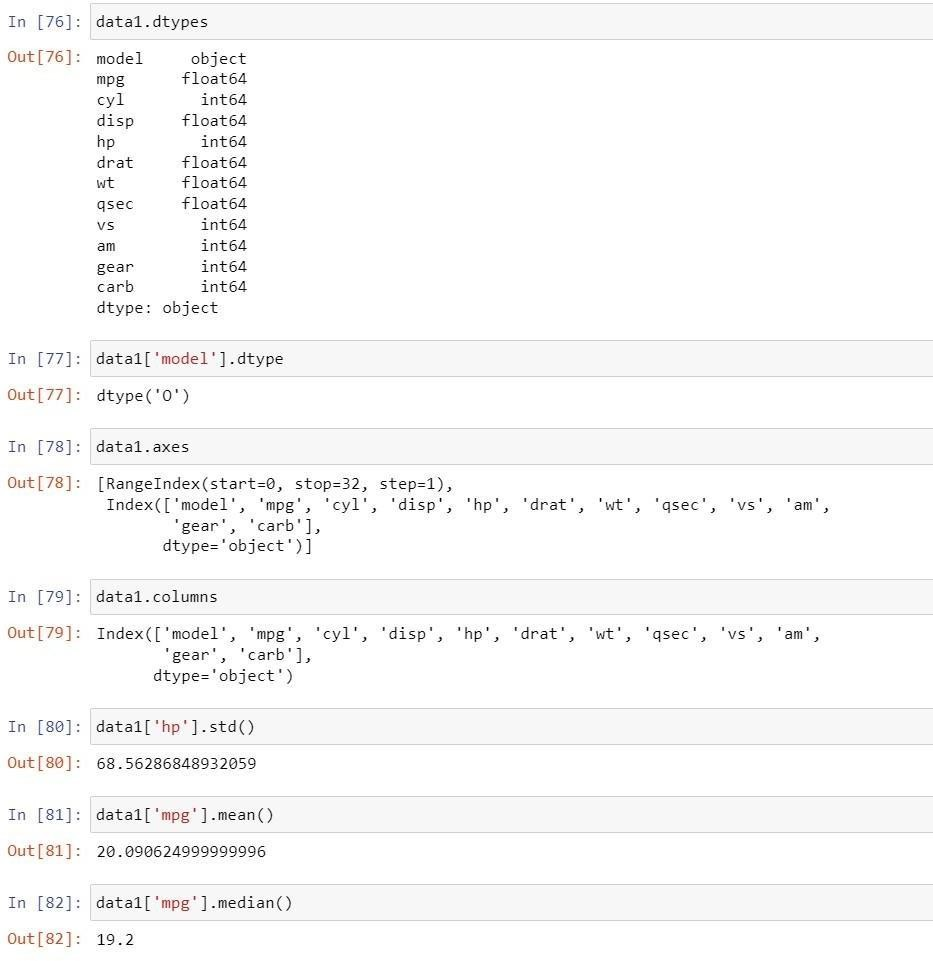 In [76]: data1.dtypes
Out[76]: model     object
mpg      float64
cyl        int64
disp     float64
hp         int64
drat     float64
wt       float64
qsec     float64
vs         int64
am         int64
gear       int64
carb       int64
dtype: object
In [77]: data1['model'].dtype
Out[77]: dtype('O')
In [78]: data1.axes
Out[78]: [RangeIndex(start=0, stop=32, step=1),
Index(['model', 'mpg', 'cyl', 'disp', 'hp', 'drat', 'wt', 'qsec', 'vs', 'am',
'gear', 'carb'],
dtype='object')]
In [79]: data1.columns
Out[79]: Index(['model', 'mpg', 'cyl', 'disp', 'hp', 'drat', 'wt', 'qsec', 'vs', 'am',
'gear', 'carb'],
dtype='object')
In [80]: data1['hp'].std()
Out[80]: 68.56286848932059
In [81]: data1['mpg'].mean()
Out[81]: 20.090624999999996
In [82]: data1['mpg'].median()
Out[82]: 19.2